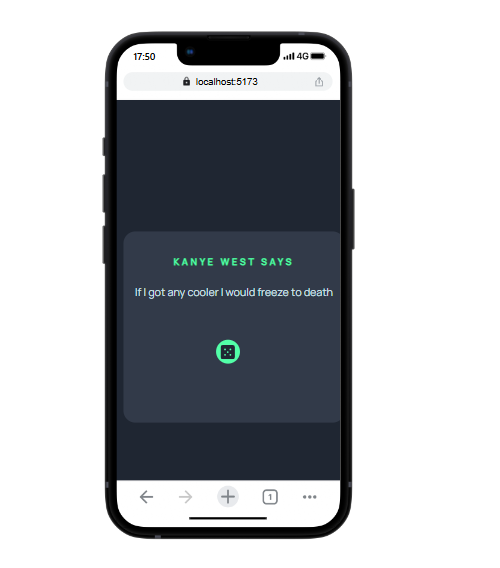 17:50
4G
localhost:5173
KANYE WEST SAYS
If I got any cooler I would freeze to death
1